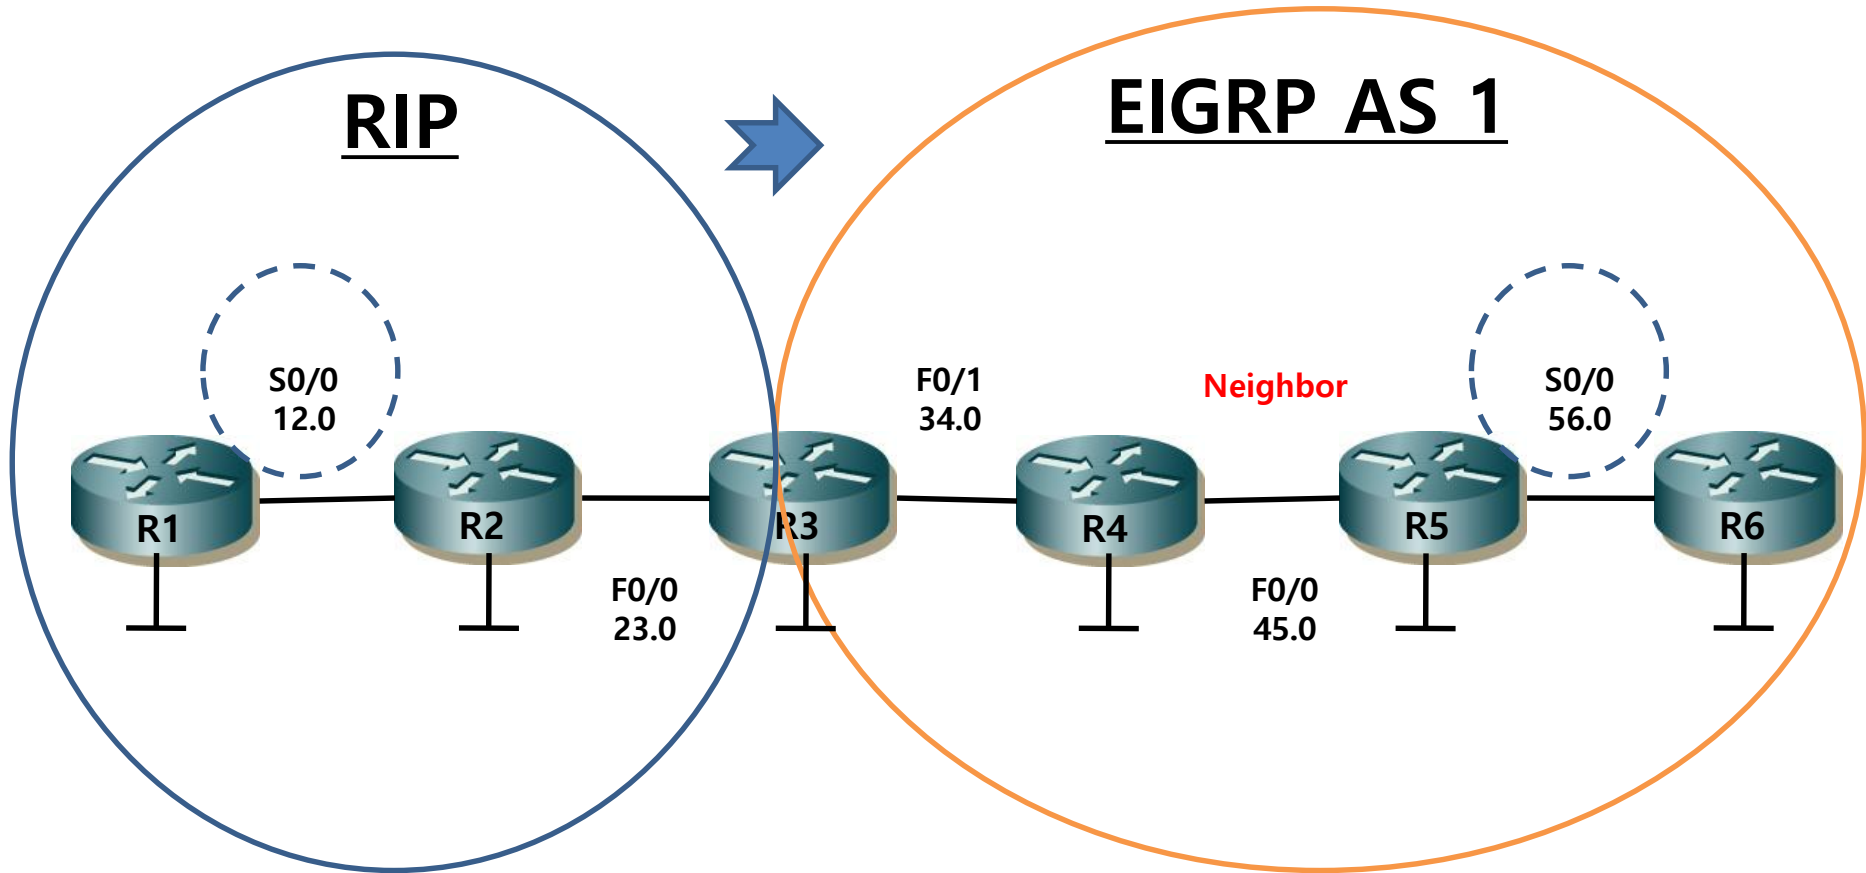 RIP
EIGRP AS 1
S0/0
12.0
F0/1
34.0
Neighbor
S0/0
56.0
R1
R2
R3
R4
R5
R6
F0/0
23.0
F0/0
45.0